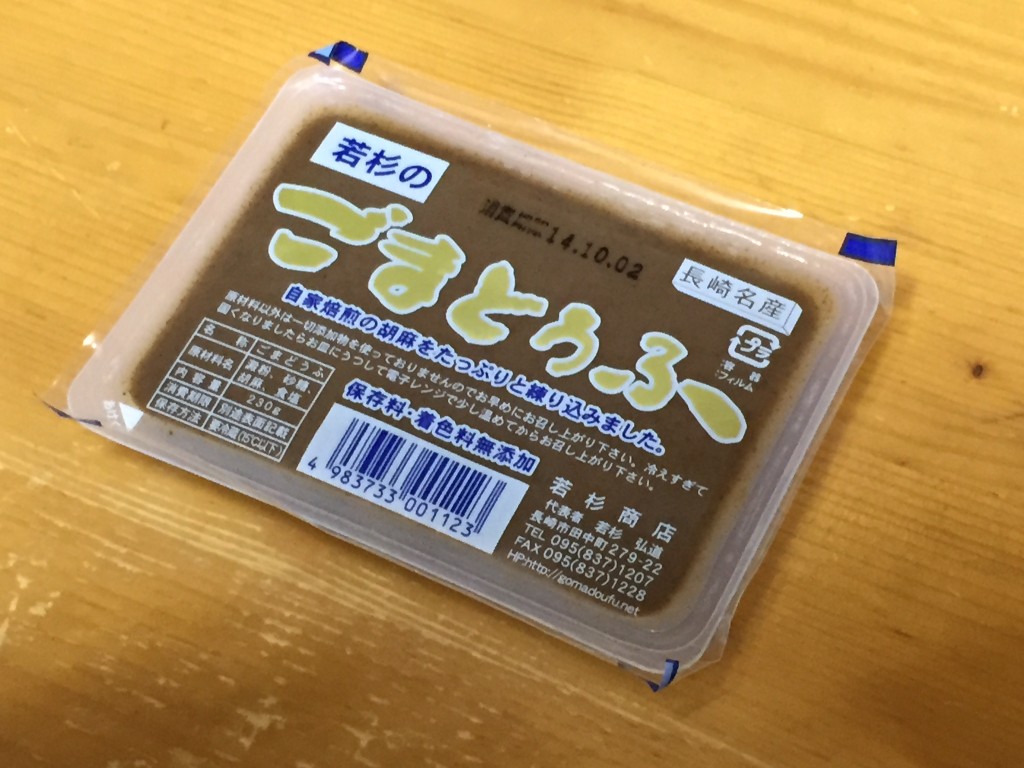 若杉の
ごまとうふ
消費期限14.10.02
長崎名産
プラ
容器
フィルム
自家焙煎の胡麻をたっぷりと練り込みました。
原材料以外は一切添加物を使っておりませんのでお早めにお召し上がり下さい。冷えすぎて
固くなりましたらお皿にうつして電子レンジで少し温めてからお召し上がり下さい。
保存料・着色料無添加
名称 ごまどうふ
原材料名 澱粉、砂糖、
胡麻、食塩
内容量 230g
消費期限 別途表面記載
保存方法 要冷蔵(15℃以下)
4 983733 001123
若杉商店
代表者 若杉 弘道
長崎市田中町279-22
TEL 095(837)1207
FAX 095(837)1228
HP:http://gomadoufu.net